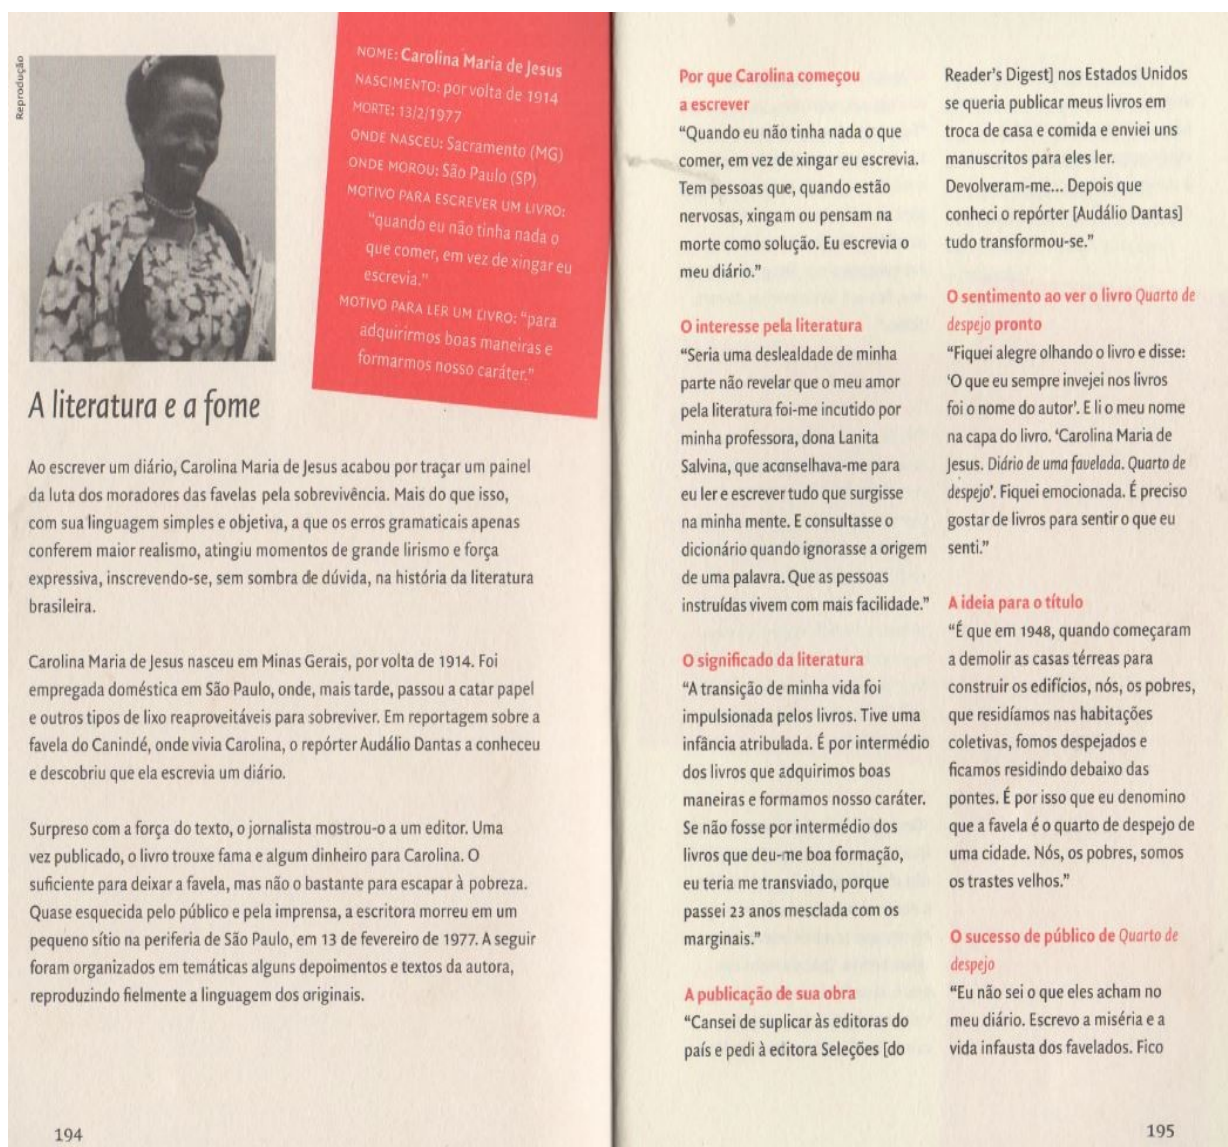 Reprodução
NOME: Carolina Maria de Jesus
NASCIMENTO: por volta de 1914
MORTE: 13/2/1977
ONDE NASCEU: Sacramento (MG)
ONDE MOROU: São Paulo (SP)
MOTIVO PARA ESCREVER UM LIVRO:
“quando eu não tinha nada o
que comer, em vez de xingar eu
escrevia.”
MOTIVO PARA LER UM LIVRO: “para
adquirirmos boas maneiras e
formarmos nosso caráter.”
A literatura e a fome
Ao escrever um diário, Carolina Maria de Jesus acabou por traçar um painel
da luta dos moradores das favelas pela sobrevivência. Mais do que isso,
com sua linguagem simples e objetiva, a que os erros gramaticais apenas
conferem maior realismo, atingiu momentos de grande lirismo e força
expressiva, inscrevendo-se, sem sombra de dúvida, na história da literatura
brasileira.
Carolina Maria de Jesus nasceu em Minas Gerais, por volta de 1914. Foi
empregada doméstica em São Paulo, onde, mais tarde, passou a catar papel
e outros tipos de lixo reaproveitáveis para sobreviver. Em reportagem sobre a
favela do Canindé, onde vivia Carolina, o repórter Audálio Dantas a conheceu
e descobriu que ela escrevia um diário.
Surpreso com a força do texto, o jornalista mostrou-o a um editor. Uma
vez publicado, o livro trouxe fama e algum dinheiro para Carolina. O
suficiente para deixar a favela, mas não o bastante para escapar à pobreza.
Quase esquecida pelo público e pela imprensa, a escritora morreu em um
pequeno sítio na periferia de São Paulo, em 13 de fevereiro de 1977. A seguir
foram organizados em temáticas alguns depoimentos e textos da autora,
reproduzindo fielmente a linguagem dos originais.
194
Por que Carolina começou
a escrever
“Quando eu não tinha nada o que
comer, em vez de xingar eu escrevia.
Tem pessoas que, quando estão
nervosas, xingam ou pensam na
morte como solução. Eu escrevia o
meu diário.”
O interesse pela literatura
“Seria uma deslealdade de minha
parte não revelar que o meu amor
pela literatura foi-me incutido por
minha professora, dona Lanita
Salvina, que aconselhava-me para
eu ler e escrever tudo que surgisse
na minha mente. E consultasse o
dicionário quando ignorasse a origem
de uma palavra. Que as pessoas
instruídas vivem com mais facilidade.”
O significado da literatura
“A transição de minha vida foi
impulsionada pelos livros. Tive uma
infância atribulada. É por intermédio
dos livros que adquirimos boas
maneiras e formamos nosso caráter.
Se não fosse por intermédio dos
livros que deu-me boa formação,
eu teria me transviado, porque
passei 23 anos mesclada com os
marginais.”
A publicação de sua obra
“Cansei de suplicar às editoras do
país e pedi à editora Seleções [do
Reader’s Digest] nos Estados Unidos
se queria publicar meus livros em
troca de casa e comida e enviei uns
manuscritos para eles ler.
Devolveram-me... Depois que
conheci o repórter [Audálio Dantas]
tudo transformou-se.”
O sentimento ao ver o livro Quarto de
despejo pronto
“Fiquei alegre olhando o livro e disse:
‘O que eu sempre invejei nos livros
foi o nome do autor’. E li o meu nome
na capa do livro. ‘Carolina Maria de
Jesus. Diário de uma favelada. Quarto de
despejo’. Fiquei emocionada. É preciso
gostar de livros para sentir o que eu
senti.”
A ideia para o título
“É que em 1948, quando começaram
a demolir as casas térreas para
construir os edifícios, nós, os pobres,
que residíamos nas habitações
coletivas, fomos despejados e
ficamos residindo debaixo das
pontes. É por isso que eu denomino
que a favela é o quarto de despejo de
uma cidade. Nós, os pobres, somos
os trastes velhos.”
O sucesso de público de Quarto de
despejo
“Eu não sei o que eles acham no
meu diário. Escrevo a miséria e a
vida infausta dos favelados. Fico
195